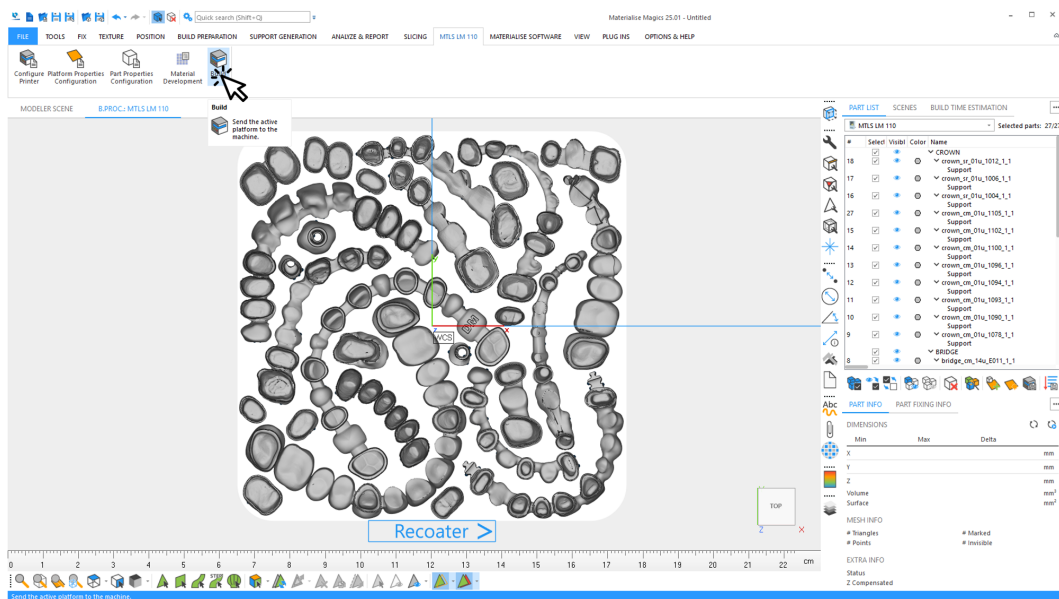 Quick search (Shift+Q)
Materialise Magics 25.01 - Untitled
FILE TOOLS FIX TEXTURE POSITION BUILD PREPARATION SUPPORT GENERATION ANALYZE & REPORT SLICING MTLS LM 110 MATERIALISE SOFTWARE VIEW PLUG INS OPTIONS & HELP
Configure Printer
Platform Properties Configuration
Part Properties Configuration
Material Development
Build
Send the active platform to the machine.
MODELER SCENE B.PROC.: MTLS LM 110
PART LIST SCENES BUILD TIME ESTIMATION
MTLS LM 110 Selected parts: 27/27
# Select Visibl Color Name
CROWN
18 crown_sr_01u_1012_1_1
Support
17 crown_sr_01u_1006_1_1
Support
16 crown_sr_01u_1004_1_1
Support
27 crown_cm_01u_1105_1_1
Support
15 crown_cm_01u_1102_1_1
Support
14 crown_cm_01u_1100_1_1
Support
13 crown_cm_01u_1096_1_1
Support
12 crown_cm_01u_1094_1_1
Support
11 crown_cm_01u_1093_1_1
Support
10 crown_cm_01u_1090_1_1
Support
9 crown_cm_01u_1078_1_1
Support
BRIDGE
8 bridge_cm_14u_E011_1_1
WCS
Z X
Abc
PART INFO PART FIXING INFO
DIMENSIONS
Min Max Delta
X mm
Y mm
Z mm
Volume mm³
Surface mm²
MESH INFO
# Triangles # Marked
# Points # Invisible
EXTRA INFO
Status
Z Compensated
TOP
Z X
Recoater >
0 1 2 3 4 5 6 7 8 9 10 11 12 13 14 15 16 17 18 19 20 21 22 cm
Send the active platform to the machine.